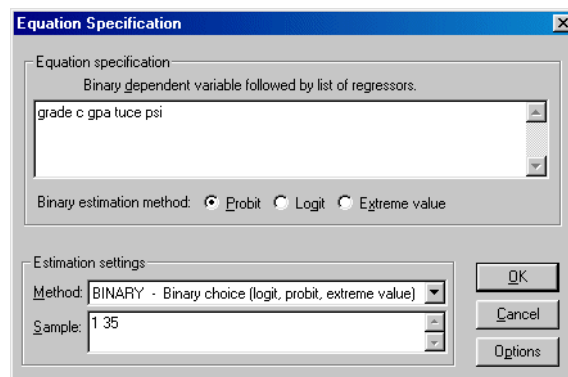 Equation Specification
Equation specification
Binary dependent variable followed by list of regressors.
grade c gpa tuce psi
Binary estimation method: Probit Logit Extreme value
Estimation settings
Method: BINARY - Binary choice (logit, probit, extreme value)
Sample: 1 35
OK
Cancel
Options